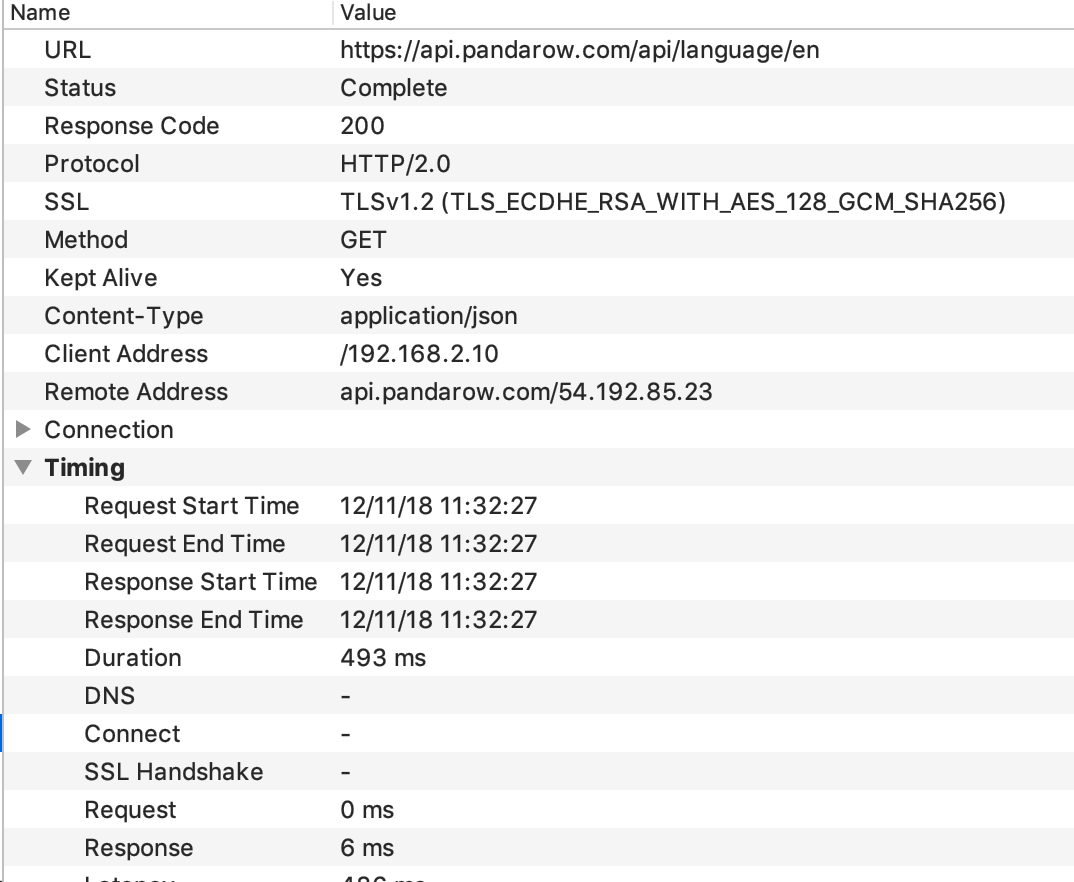 Name Value
URL https://api.pandarow.com/api/language/en
Status Complete
Response Code 200
Protocol HTTP/2.0
SSL TLSv1.2 (TLS_ECDHE_RSA_WITH_AES_128_GCM_SHA256)
Method GET
Kept Alive Yes
Content-Type application/json
Client Address /192.168.2.10
Remote Address api.pandarow.com/54.192.85.23
Connection
Timing
Request Start Time 12/11/18 11:32:27
Request End Time 12/11/18 11:32:27
Response Start Time 12/11/18 11:32:27
Response End Time 12/11/18 11:32:27
Duration 493 ms
DNS -
Connect -
SSL Handshake -
Request 0 ms
Response 6 ms
Latency 486 ms